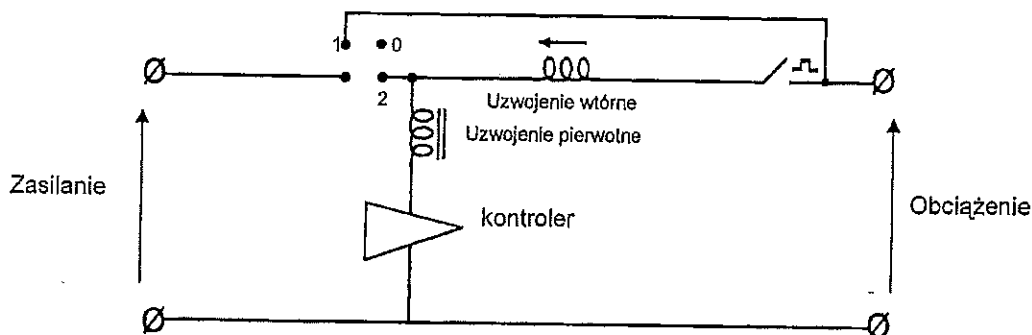 1
0
2
Uzwojenie wtórne
Uzwojenie pierwotne
Zasilanie
kontroler
Obciążenie